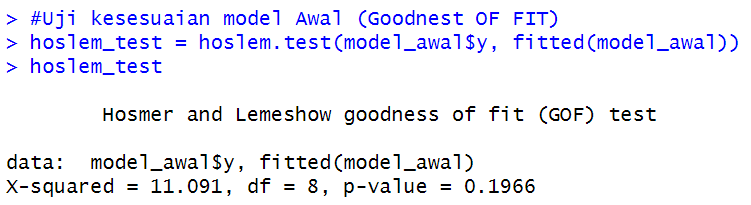 > #Uji kesesuaian model Awal (Goodnest OF FIT)
> hoslem_test = hoslem.test(model_awal$y, fitted(model_awal))
> hoslem_test
Hosmer and Lemeshow goodness of fit (GOF) test
data:  model_awal$y, fitted(model_awal)
X-squared = 11.091, df = 8, p-value = 0.1966